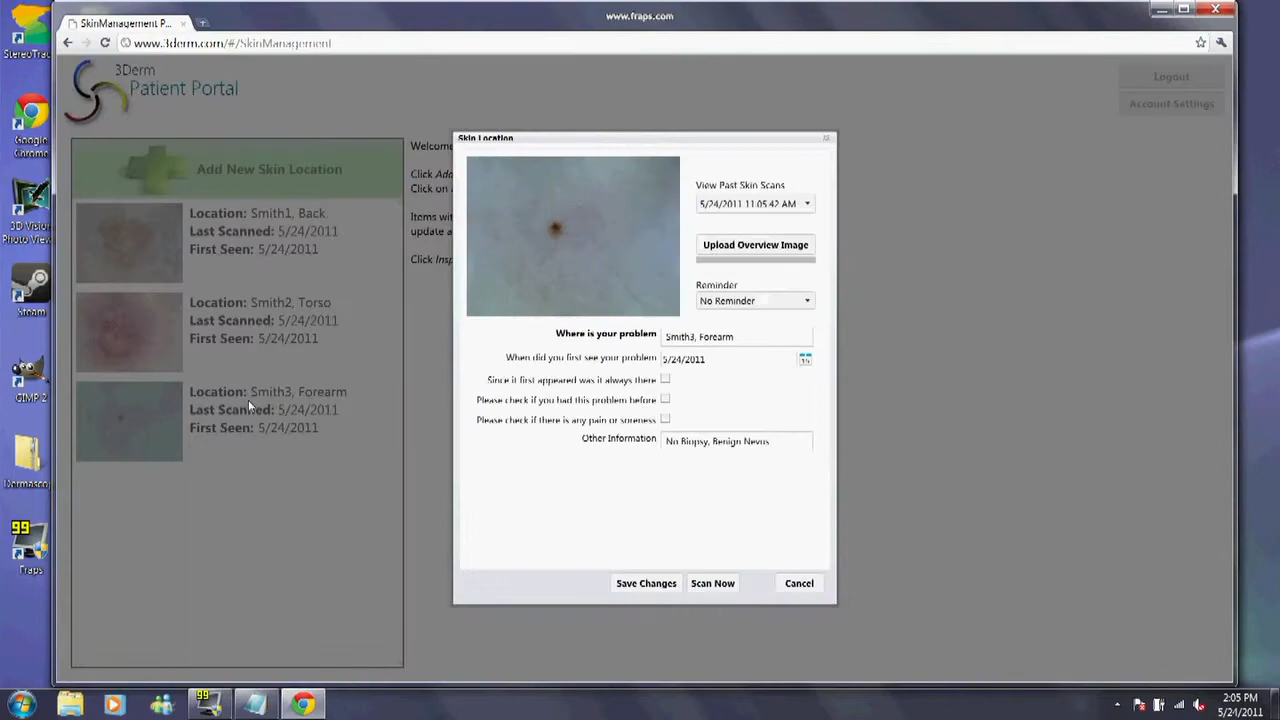 www.fraps.com
StereoTrac
SkinManagement P...
www.3derm.com/#/SkinManagement
3Derm
Patient Portal
Logout
Account Settings
Google
Chrome
3D Vision
Photo View
Steam
GIMP 2
Dermascop
99
Fraps
Add New Skin Location
Location: Smith1, Back
Last Scanned: 5/24/2011
First Seen: 5/24/2011
Location: Smith2, Torso
Last Scanned: 5/24/2011
First Seen: 5/24/2011
Location: Smith3, Forearm
Last Scanned: 5/24/2011
First Seen: 5/24/2011
Welcome
Click Add
Click on
Items wit
update a
Click Insp
Skin Location
View Past Skin Scans
5/24/2011 11:05:42 AM
Upload Overview Image
Reminder
No Reminder
Where is your problem Smith3, Forearm
When did you first see your problem 5/24/2011 15
Since it first appeared was it always there
Please check if you had this problem before
Please check if there is any pain or soreness
Other Information No Biopsy, Benign Nevus
Save Changes Scan Now Cancel
99
2:05 PM
5/24/2011